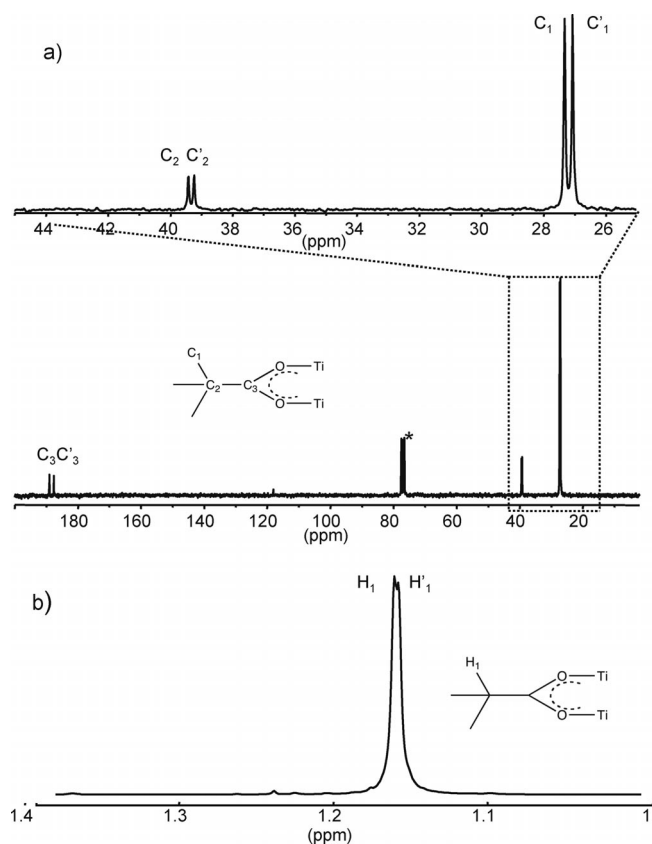 a)
C₁ C'₁
C₂ C'₂
44 42 40 38 36 34 32 30 28 26
(ppm)
C₁
O Ti
C₂ C₃
O Ti
C₃C'₃
*
180 160 140 120 100 80 60 40 20
(ppm)
b)
H₁ H'₁
H₁
O Ti
O Ti
1.4 1.3 1.2 1.1 1.0
(ppm)